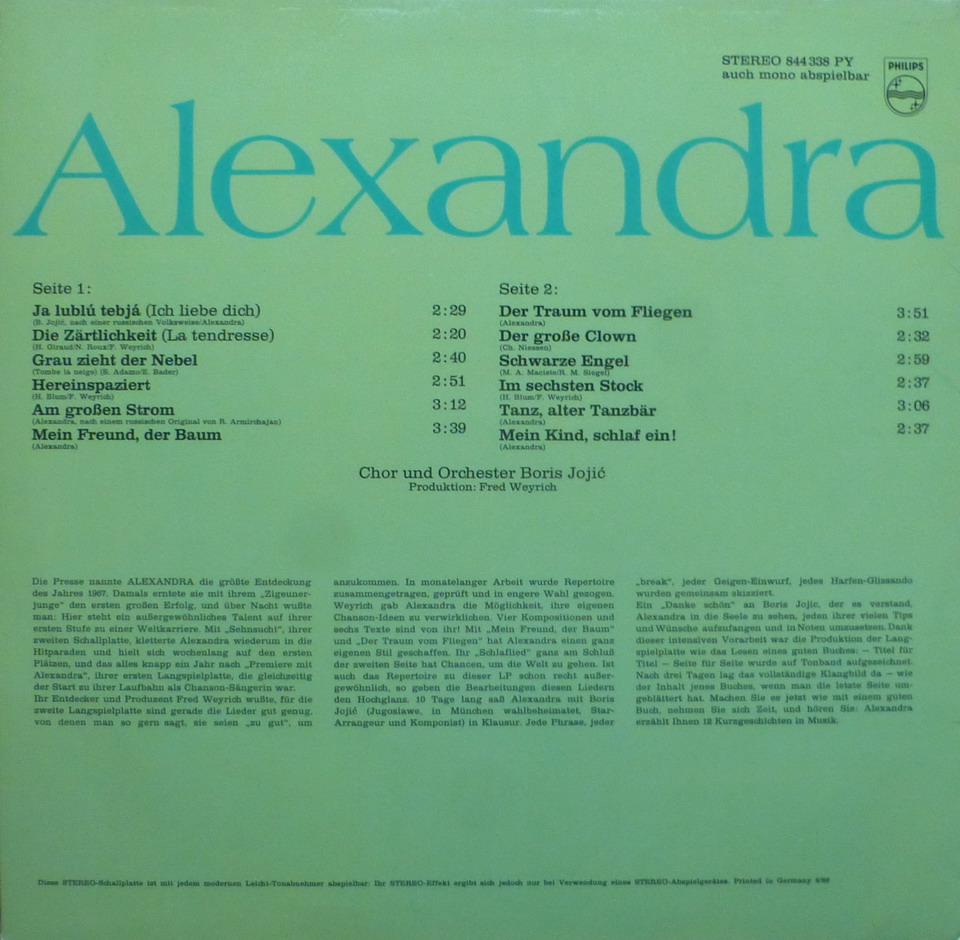 STEREO 844 338 PY
auch mono abspielbar
PHILIPS
Alexandra
Seite 1:
Ja lublú tebjá (Ich liebe dich) 2:29
(B. Jojić, nach einer russischen Volksweise/Alexandra)
Die Zärtlichkeit (La tendresse) 2:20
(H. Giraud/N. Roux/F. Weyrich)
Grau zieht der Nebel 2:40
(Tombe la neige) (S. Adamo/E. Bader)
Hereinspaziert 2:51
(H. Blum/F. Weyrich)
Am großen Strom 3:12
(Alexandra, nach einem russischen Original von R. Armirchajan)
Mein Freund, der Baum 3:39
(Alexandra)
Seite 2:
Der Traum vom Fliegen 3:51
(Alexandra)
Der große Clown 2:32
(Ch. Niessen)
Schwarze Engel 2:59
(M. A. Maciste/R. M. Siegel)
Im sechsten Stock 2:37
(H. Blum/F. Weyrich)
Tanz, alter Tanzbär 3:06
(Alexandra)
Mein Kind, schlaf ein! 2:37
(Alexandra)
Chor und Orchester Boris Jojić
Produktion: Fred Weyrich
Die Presse nannte ALEXANDRA die größte Entdeckung
des Jahres 1967. Damals erntete sie mit ihrem „Zigeuner-
junge“ den ersten großen Erfolg, und über Nacht wußte
man: Hier steht ein außergewöhnliches Talent auf ihrer
ersten Stufe zu einer Weltkarriere. Mit „Sehnsucht“, ihrer
zweiten Schallplatte, kletterte Alexandra wiederum in die
Hitparaden und hielt sich wochenlang auf den ersten
Plätzen, und das alles knapp ein Jahr nach „Premiere mit
Alexandra“, ihrer ersten Langspielplatte, die gleichzeitig
der Start zu ihrer Laufbahn als Chanson-Sängerin war.
Ihr Entdecker und Produzent Fred Weyrich wußte, für die
zweite Langspielplatte sind gerade die Lieder gut genug,
von denen man so gern sagt, sie seien „zu gut“, um
anzukommen. In monatelanger Arbeit wurde Repertoire
zusammengetragen, geprüft und in engere Wahl gezogen.
Weyrich gab Alexandra die Möglichkeit, ihre eigenen
Chanson-Ideen zu verwirklichen. Vier Kompositionen und
sechs Texte sind von ihr! Mit „Mein Freund, der Baum“
und „Der Traum vom Fliegen“ hat Alexandra einen ganz
eigenen Stil geschaffen. Ihr „Schlaflied“ ganz am Schluß
der zweiten Seite hat Chancen, um die Welt zu gehen. Ist
auch das Repertoire zu dieser LP schon recht außer-
gewöhnlich, so geben die Bearbeitungen diesen Liedern
den Hochglanz. 10 Tage lang saß Alexandra mit Boris
Jojić (Jugoslawe, in München wahlbeheimatet, Star-
Arrangeur und Komponist) in Klausur. Jede Phrase, jeder
„break“, jeder Geigen-Einwurf, jedes Harfen-Glissando
wurden gemeinsam skizziert.
Ein „Danke schön“ an Boris Jojic, der es verstand,
Alexandra in die Seele zu sehen, jeden ihrer vielen Tips
und Wünsche aufzufangen und in Noten umzusetzen. Dank
dieser intensiven Vorarbeit war die Produktion der Lang-
spielplatte wie das Lesen eines guten Buches: – Titel für
Titel – Seite für Seite wurde auf Tonband aufgezeichnet.
Nach drei Tagen lag das vollständige Klangbild da – wie
der Inhalt jenes Buches, wenn man die letzte Seite um-
geblättert hat. Machen Sie es jetzt wie mit einem guten
Buch, nehmen Sie sich Zeit, und hören Sie: Alexandra
erzählt Ihnen 12 Kurzgeschichten in Musik.
Diese STEREO-Schallplatte ist mit jedem modernen Leicht-Tonabnehmer abspielbar; Ihr STEREO-Effekt ergibt sich jedoch nur bei Verwendung eines STEREO-Abspielgerätes. Printed in Germany